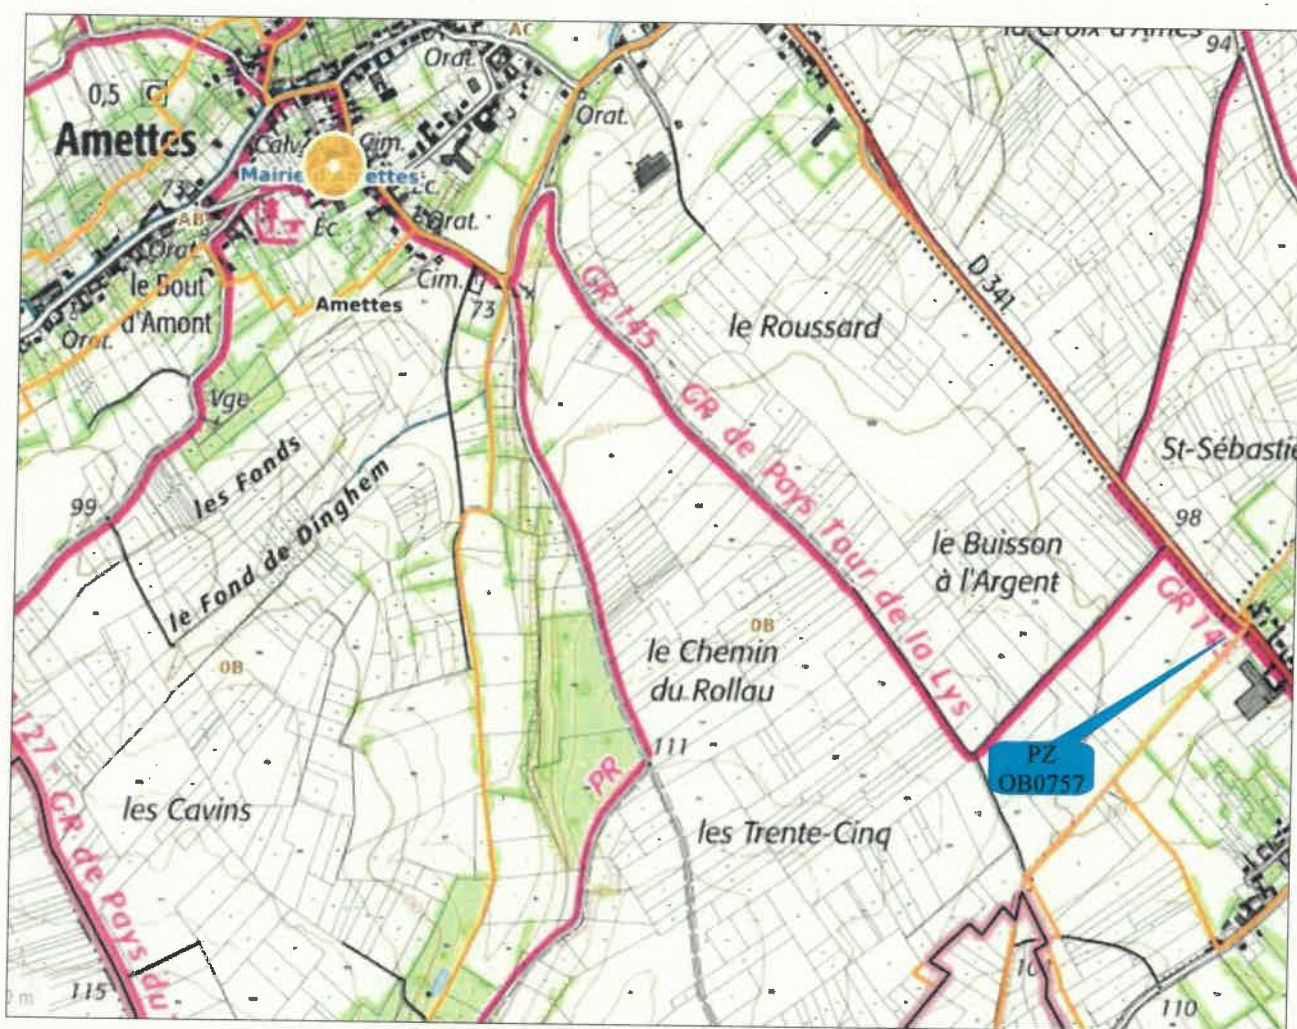 AC
94
Orat.
0,5
C
Orat.
Amettes
Calv.
Cim.
Mairie d'Amettes
73
Ec.
AB
Orat.
Ec.
Orat.
D 341
Cim.
le Bout
d'Amont
Amettes
73
GR 145 - GR de Pays Tour de la Lys
le Roussard
Orat.
Vge
les Fonds
St-Sébastie
99
le Fond de Dinghem
98
le Buisson
à l'Argent
GR 14
OB
OB
le Chemin
du Rollau
127 - GR de Pays du
111
PZ
OB0757
PR
les Cavins
les Trente-Cinq
115
110